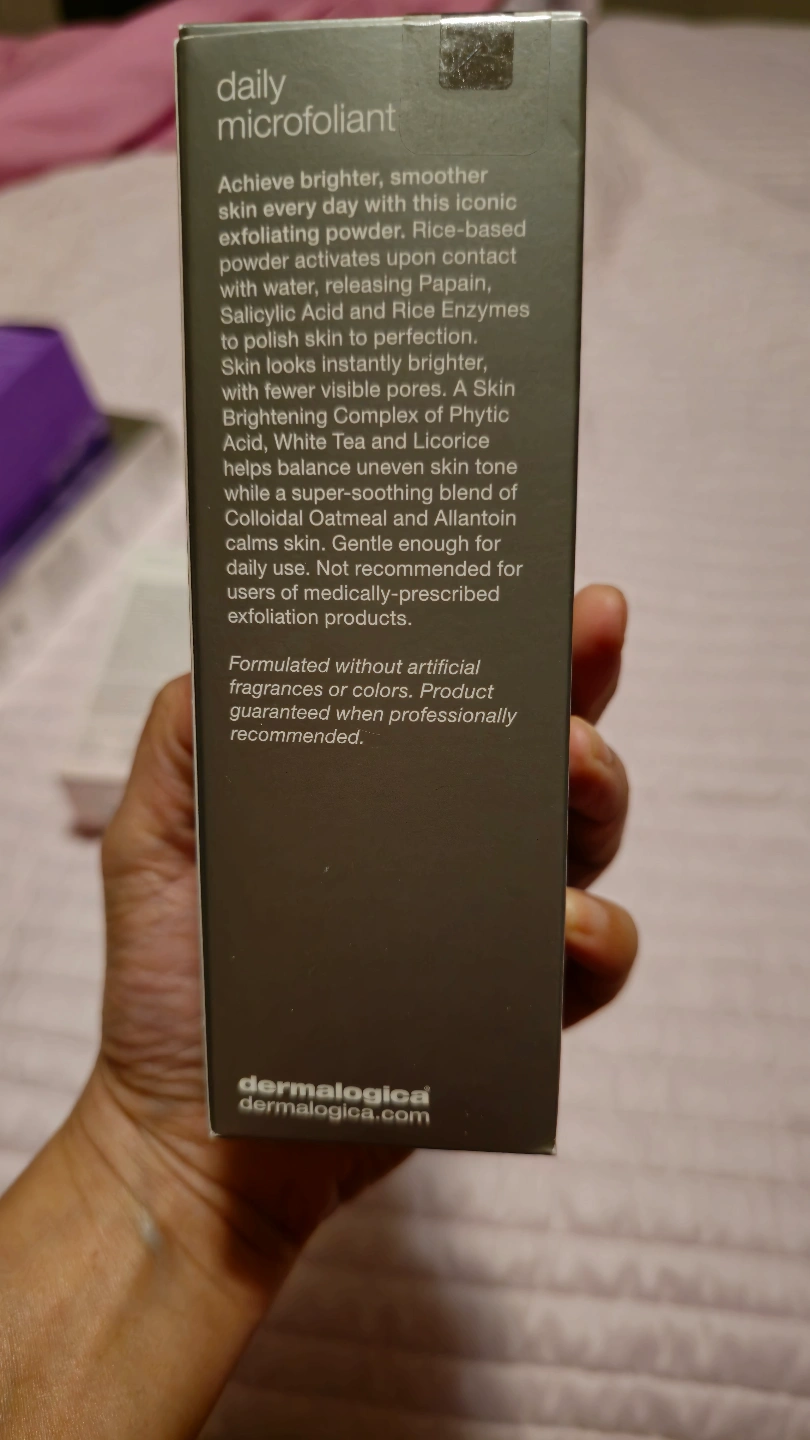 daily
microfoliant
Achieve brighter, smoother
skin every day with this iconic
exfoliating powder. Rice-based
powder activates upon contact
with water, releasing Papain,
Salicylic Acid and Rice Enzymes
to polish skin to perfection.
Skin looks instantly brighter,
with fewer visible pores. A Skin
Brightening Complex of Phytic
Acid, White Tea and Licorice
helps balance uneven skin tone
while a super-soothing blend of
Colloidal Oatmeal and Allantoin
calms skin. Gentle enough for
daily use. Not recommended for
users of medically-prescribed
exfoliation products.
Formulated without artificial
fragrances or colors. Product
guaranteed when professionally
recommended.
dermalogica®
dermalogica.com